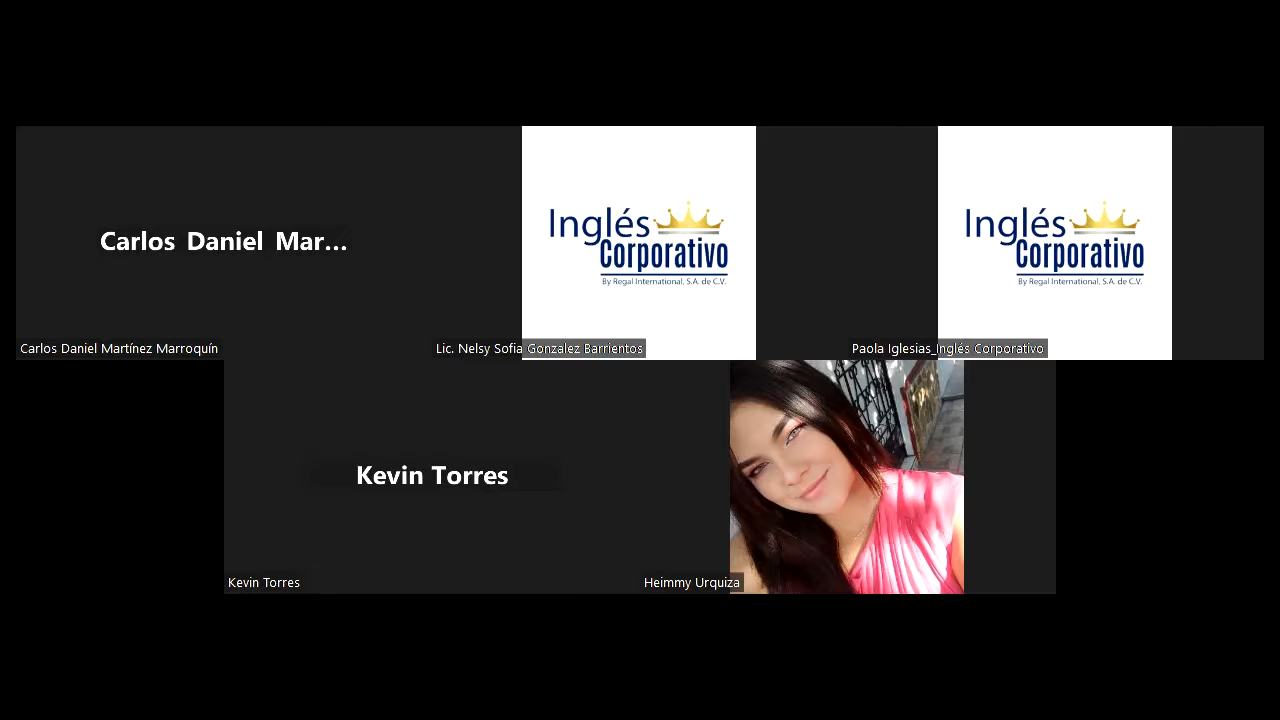 Carlos Daniel Mar...
Inglés
Corporativo
By Regal International, S.A. de C.V.
Inglés
Corporativo
By Regal International, S.A. de C.V.
Carlos Daniel Martínez Marroquín
Lic. Nelsy Sofia Gonzalez Barrientos
Paola Iglesias_Inglés Corporativo
Kevin Torres
Kevin Torres
Heimmy Urquiza